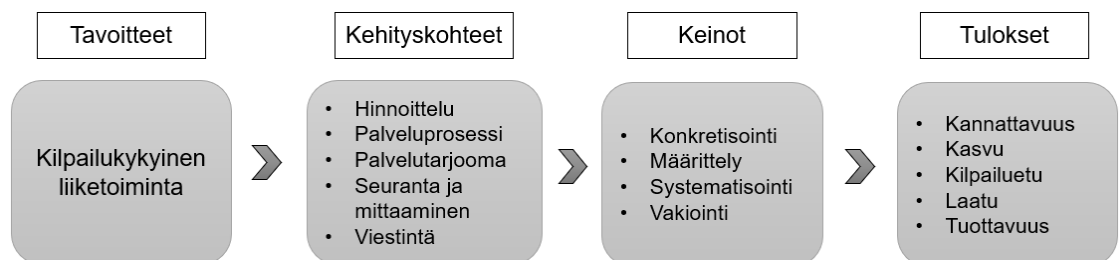 Tavoitteet
Kehityskohteet
Keinot
Tulokset
Kilpailukykyinen
liiketoiminta
• Hinnoittelu
• Palveluprosessi
• Palvelutarjooma
• Seuranta ja
mittaaminen
• Viestintä
• Konkretisointi
• Määrittely
• Systematisointi
• Vakiointi
• Kannattavuus
• Kasvu
• Kilpailuetu
• Laatu
• Tuottavuus